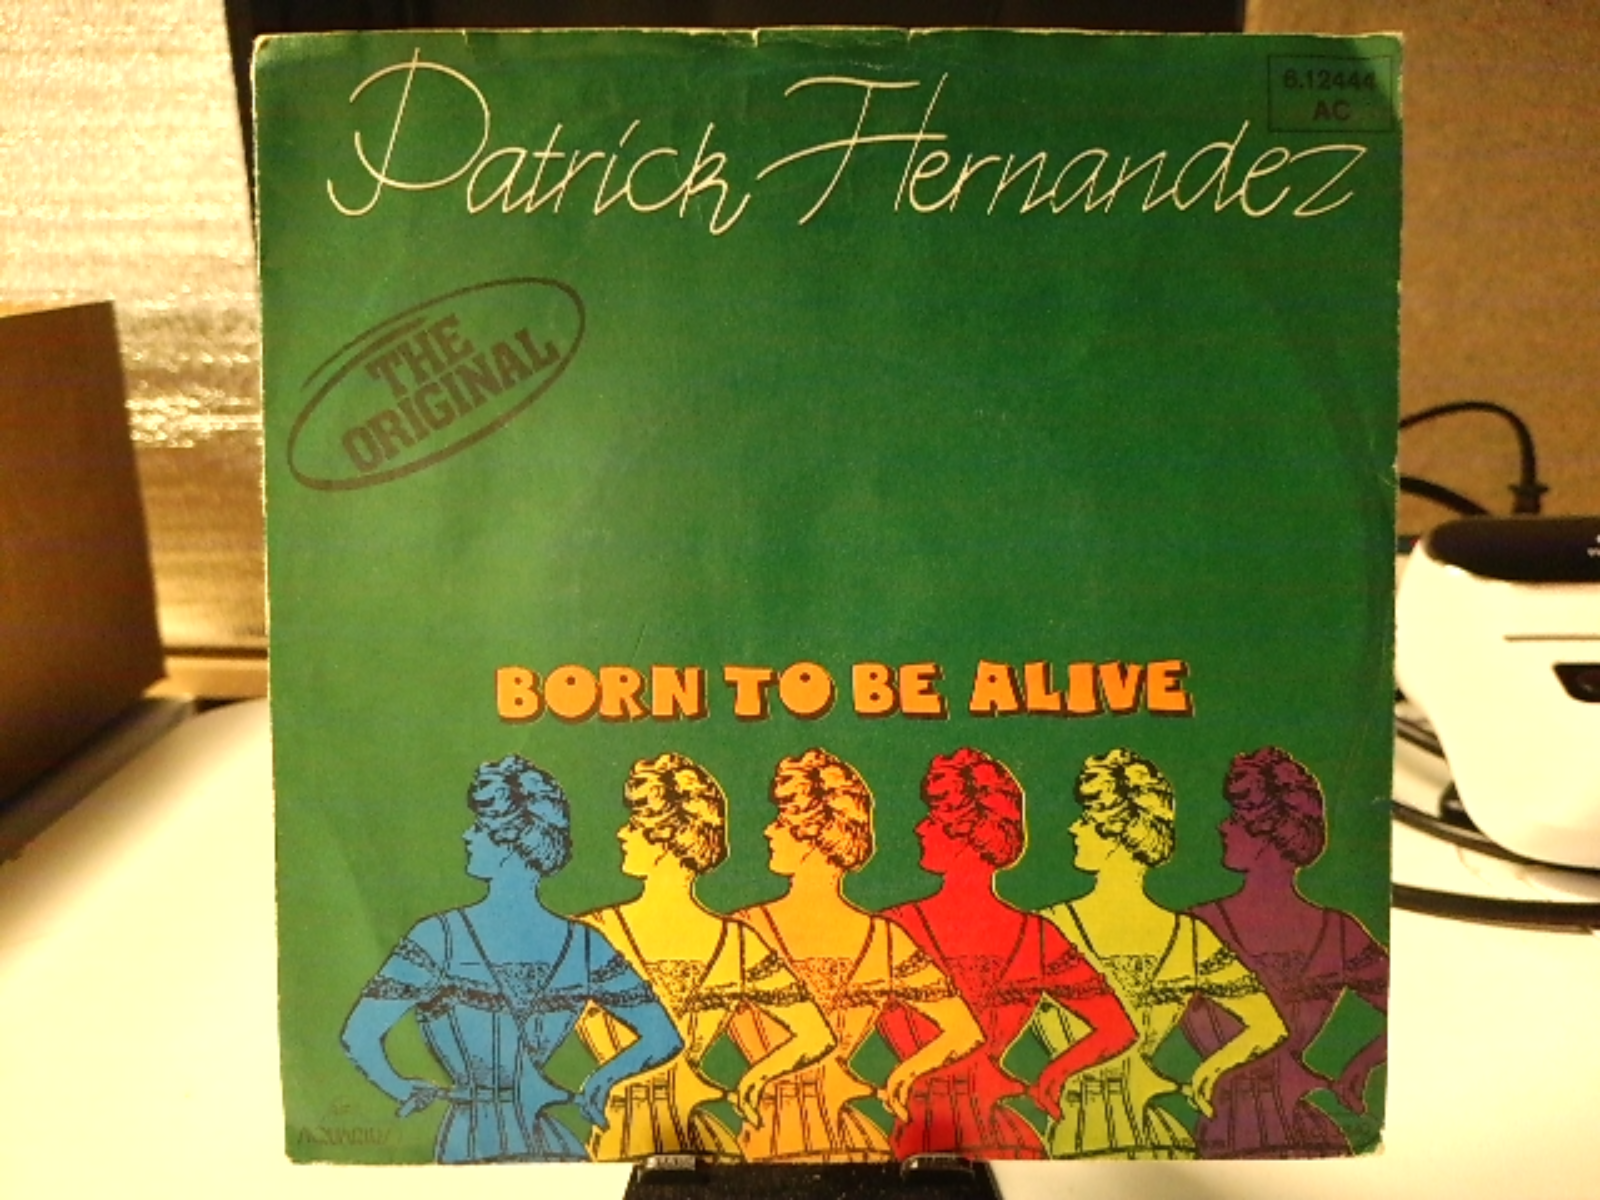 Patrick Hernandez
6.12444
AC
THE
ORIGINAL
BORN TO BE ALIVE